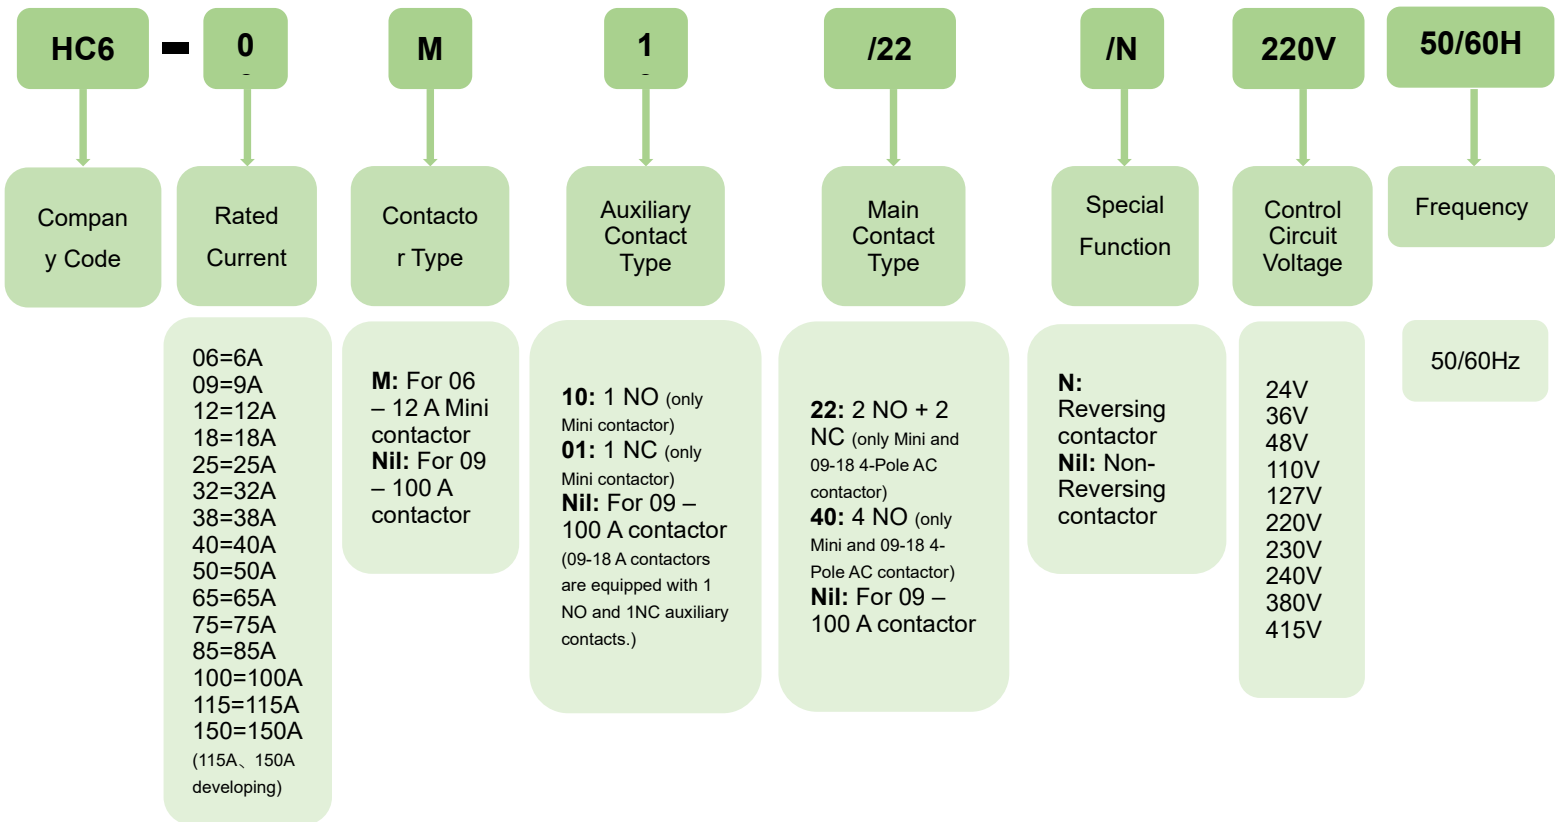 HC6
0
M
1
/22
/N
220V
50/60H
Compan
y Code
Rated
Current
Contacto
r Type
Auxiliary
Contact
Type
Main
Contact
Type
Special
Function
Control
Circuit
Voltage
Frequency
06=6A
09=9A
12=12A
18=18A
25=25A
32=32A
38=38A
40=40A
50=50A
65=65A
75=75A
85=85A
100=100A
115=115A
150=150A
(115A、150A
developing)
M: For 06
– 12 A Mini
contactor
Nil: For 09
– 100 A
contactor
10: 1 NO (only
Mini contactor)
01: 1 NC (only
Mini contactor)
Nil: For 09 –
100 A contactor
(09-18 A contactors
are equipped with 1
NO and 1NC auxiliary
contacts.)
22: 2 NO + 2
NC (only Mini and
09-18 4-Pole AC
contactor)
40: 4 NO (only
Mini and 09-18 4-
Pole AC contactor)
Nil: For 09 –
100 A contactor
N:
Reversing
contactor
Nil: Non-
Reversing
contactor
24V
36V
48V
110V
127V
220V
230V
240V
380V
415V
50/60Hz